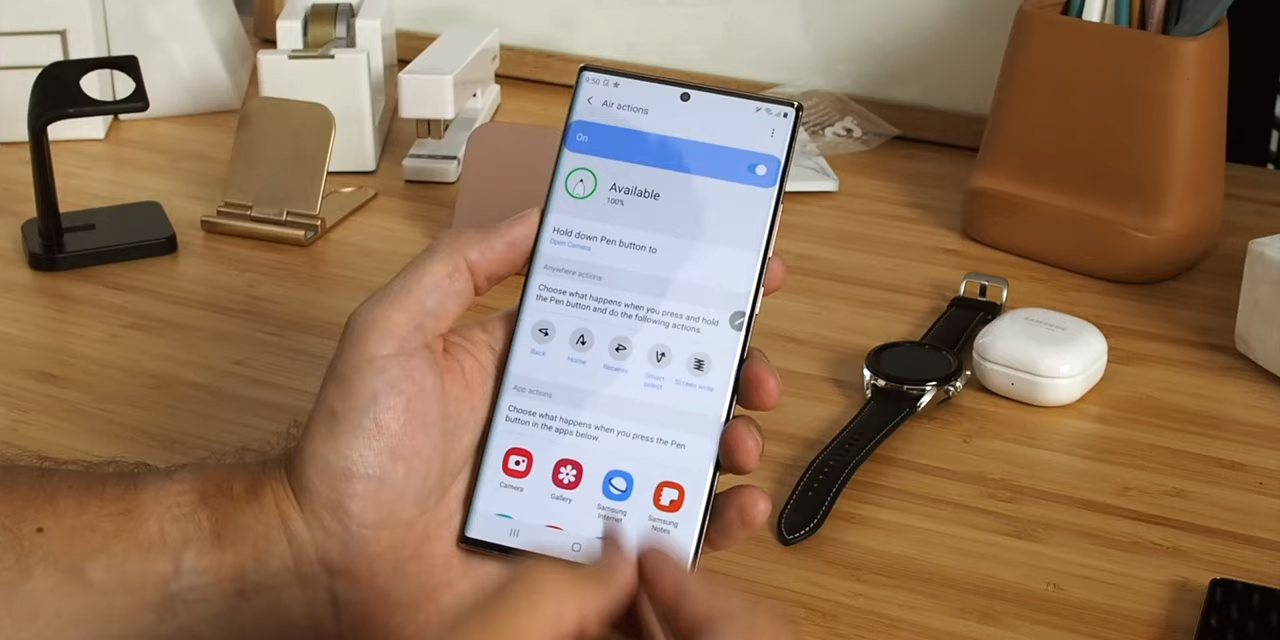 9:50
Air actions
On
Available
100%
Hold down Pen button to
Open Camera
Anywhere actions
Choose what happens when you press and hold
the Pen button and do the following actions.
Back
Home
Recents
Smart
select
Screen write
App actions
Choose what happens when you press the Pen
button in the apps below.
Camera
Gallery
Samsung
Internet
Samsung
Notes
SAMSUNG